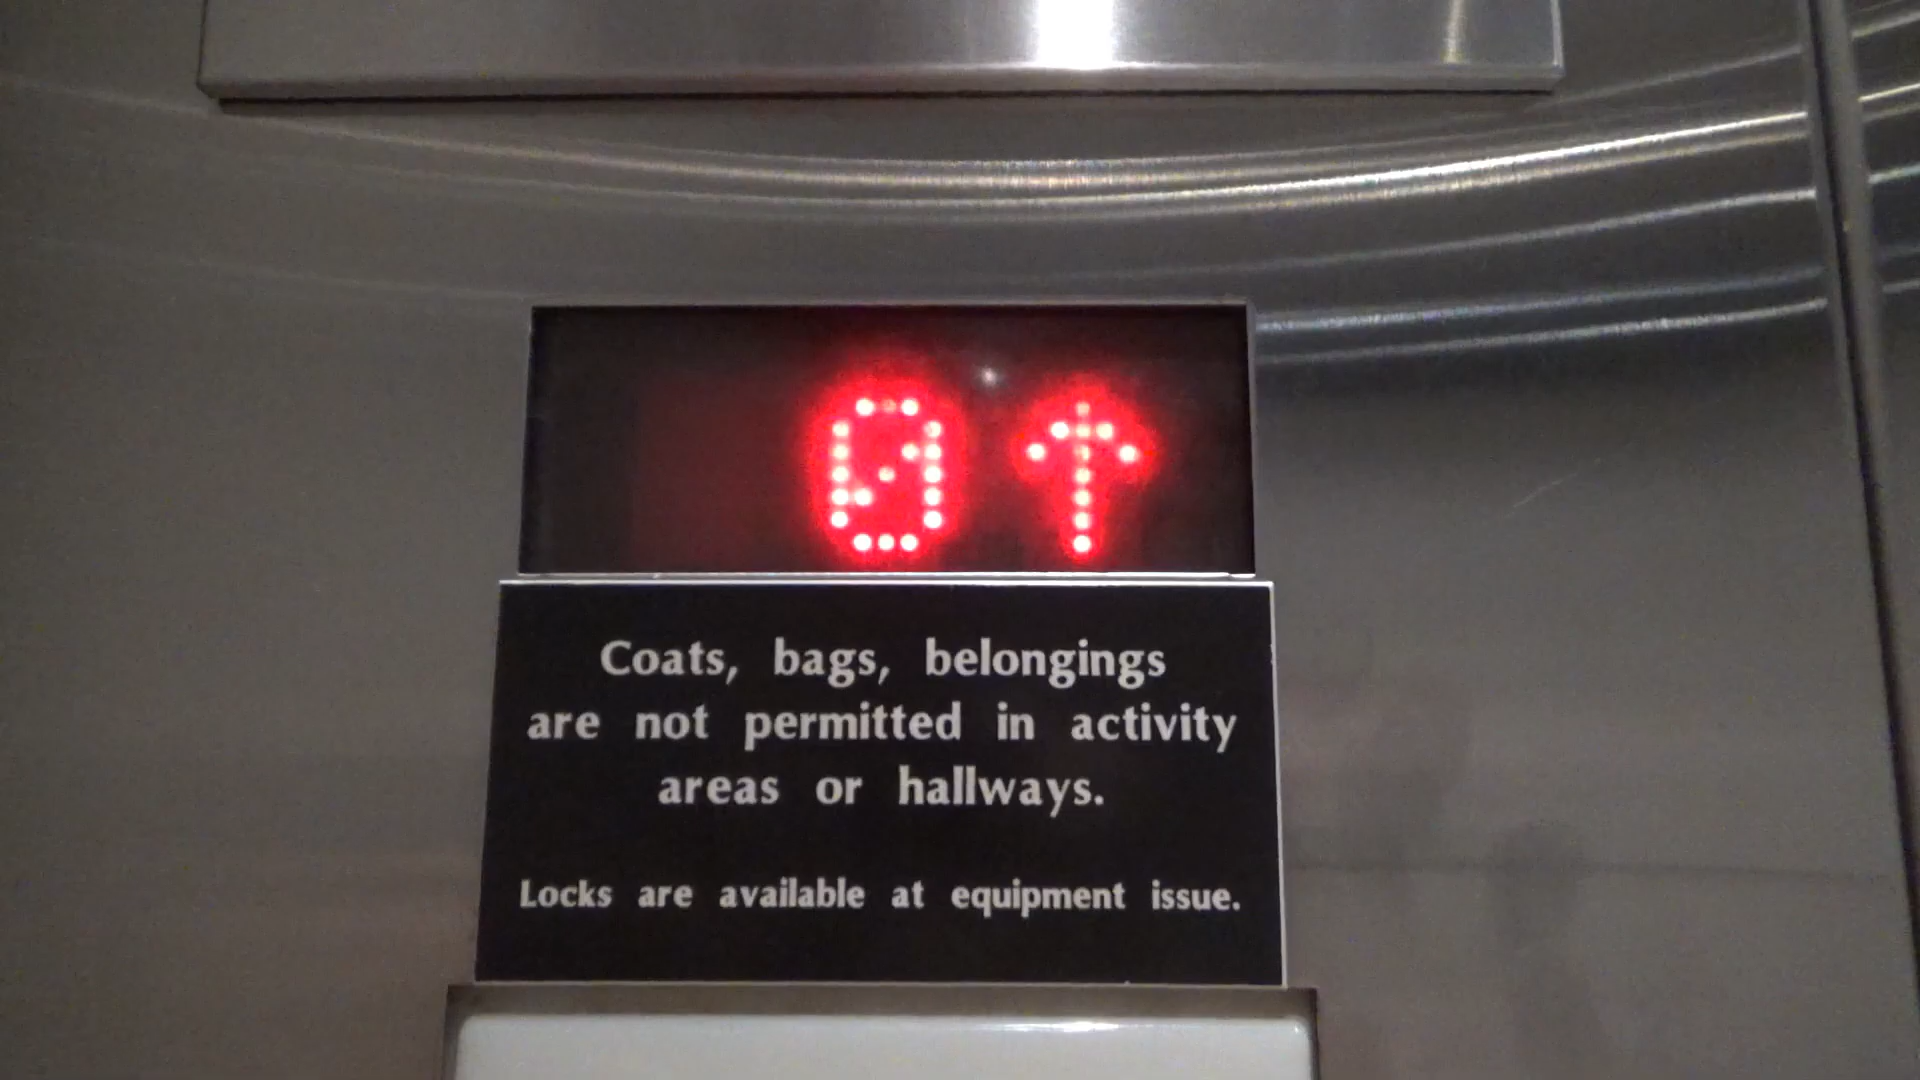 0↑
Coats, bags, belongings
are not permitted in activity
areas or hallways.
Locks are available at equipment issue.